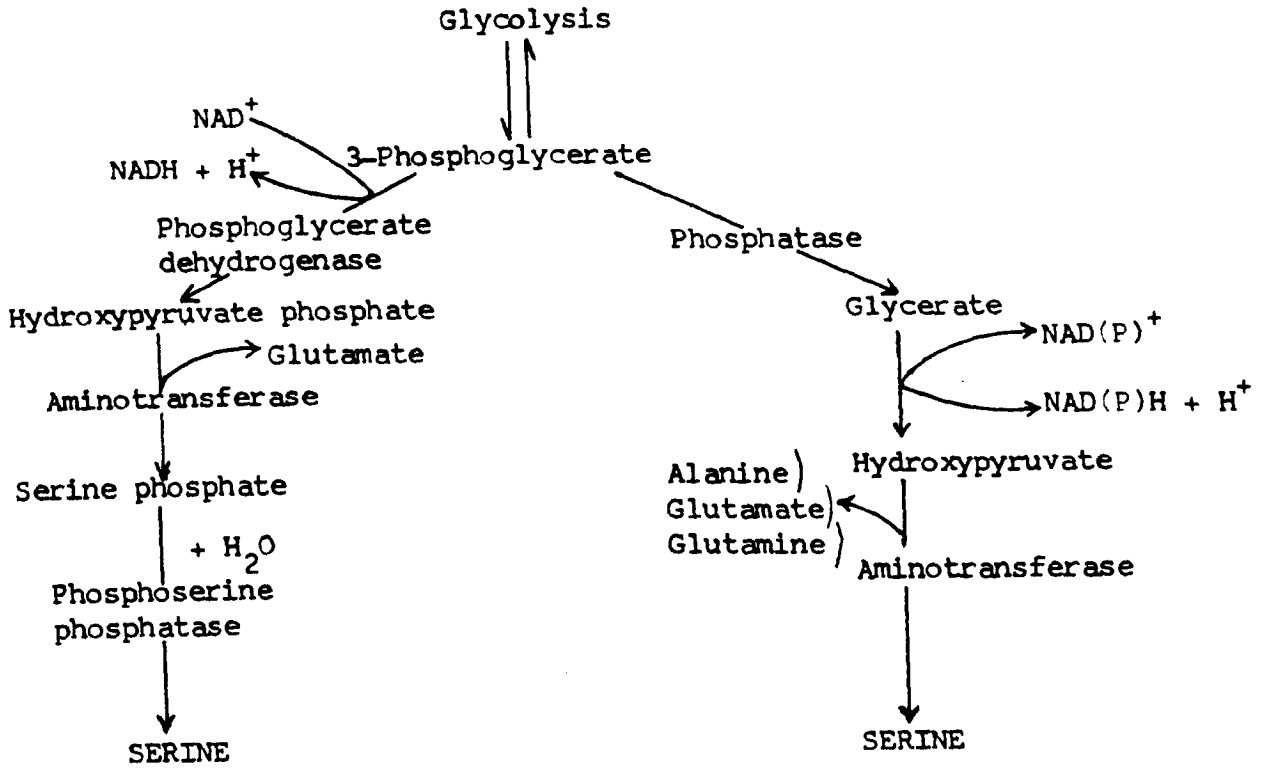 Glycolysis
NAD+
3-Phosphoglycerate
NADH + H+
Phosphoglycerate
dehydrogenase
Hydroxypyruvate phosphate
Glutamate
Aminotransferase
Serine phosphate
+ H2O
Phosphoserine
phosphatase
SERINE
Phosphatase
Glycerate
NAD(P)+
NAD(P)H + H+
Hydroxypyruvate
Alanine)
Glutamate)
Glutamine)
Aminotransferase
SERINE